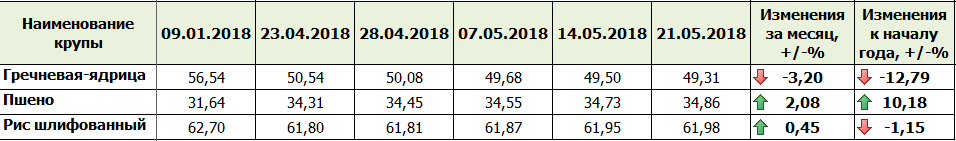 Наименование крупы 09.01.2018 23.04.2018 28.04.2018 07.05.2018 14.05.2018 21.05.2018 Изменения за месяц, +/-% Изменения к началу года, +/-%
Гречневая-ядрица 56,54 50,54 50,08 49,68 49,50 49,31 -3,20 -12,79
Пшено 31,64 34,31 34,45 34,55 34,73 34,86 2,08 10,18
Рис шлифованный 62,70 61,80 61,81 61,87 61,95 61,98 0,45 -1,15